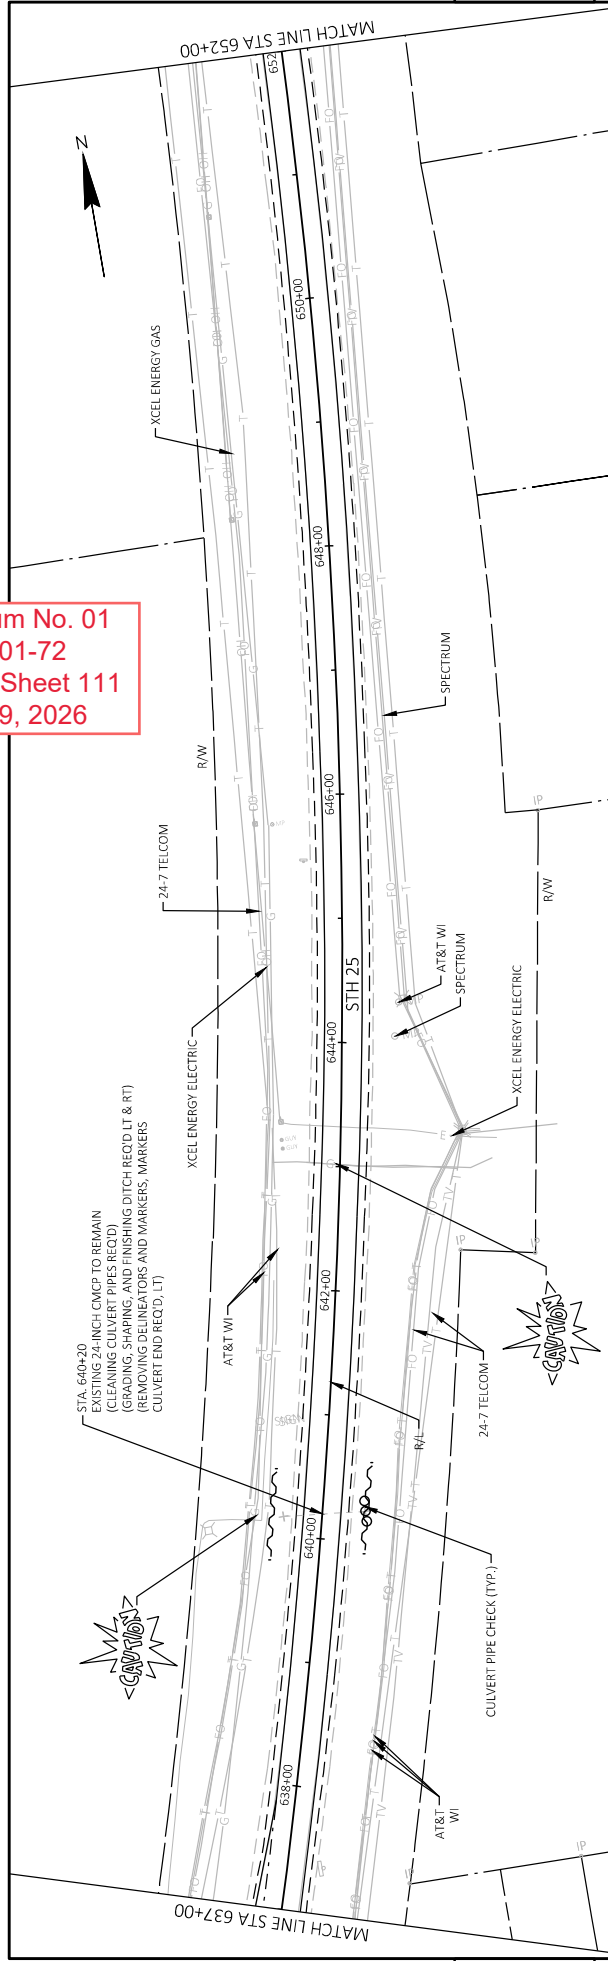 MATCH LINE STA 652+00
652
N
650+00
XCEL ENERGY GAS
648+00
um No. 01
01-72
Sheet 111
9, 2026
R/W
SPECTRUM
646+00
24-7 TELCOM
IP
R/W
STH 25
AT&T WI
SPECTRUM
XCEL ENERGY ELECTRIC
644+00
XCEL ENERGY ELECTRIC
STA. 640+20
EXISTING 24-INCH CMCP TO REMAIN
(CLEANING CULVERT PIPES REQ'D)
(GRADING, SHAPING, AND FINISHING DITCH REQ'D LT & RT)
(REMOVING DELINEATORS AND MARKERS, MARKERS
CULVERT END REQ'D, LT)
AT&T WI
642+00
IP
IP
<CAUTION>
24-7 TELCOM
R/L
640+00
<CAUTION>
CULVERT PIPE CHECK (TYP.)
638+00
AT&T
WI
IP
IP
MATCH LINE STA 637+00